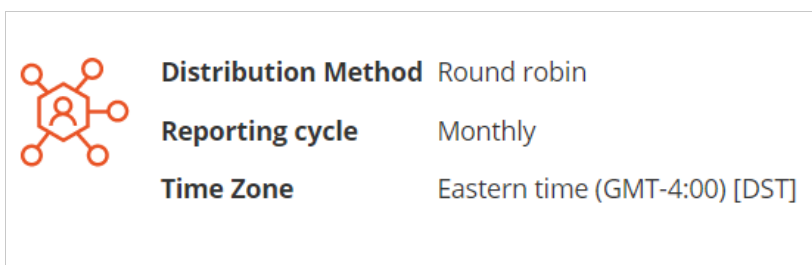 Distribution Method Round robin
Reporting cycle Monthly
Time Zone Eastern time (GMT-4:00) [DST]